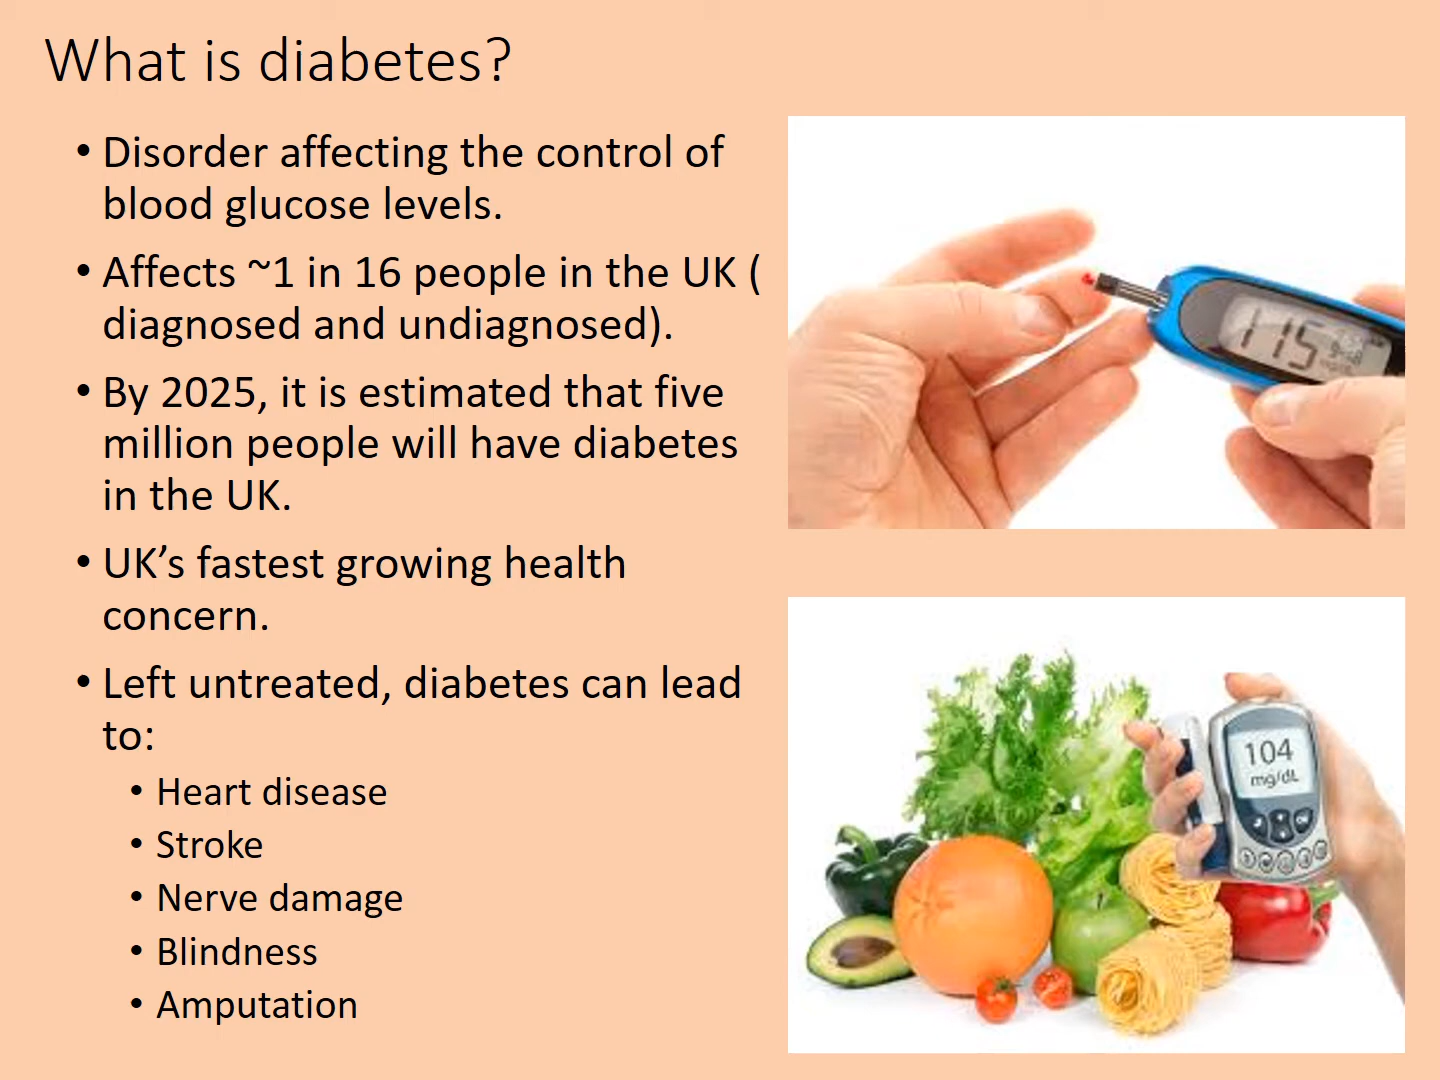 What is diabetes?
• Disorder affecting the control of
blood glucose levels.
• Affects ~1 in 16 people in the UK (
diagnosed and undiagnosed).
• By 2025, it is estimated that five
million people will have diabetes
in the UK.
• UK’s fastest growing health
concern.
• Left untreated, diabetes can lead
to:
• Heart disease
• Stroke
• Nerve damage
• Blindness
• Amputation
115
104
mg/dL